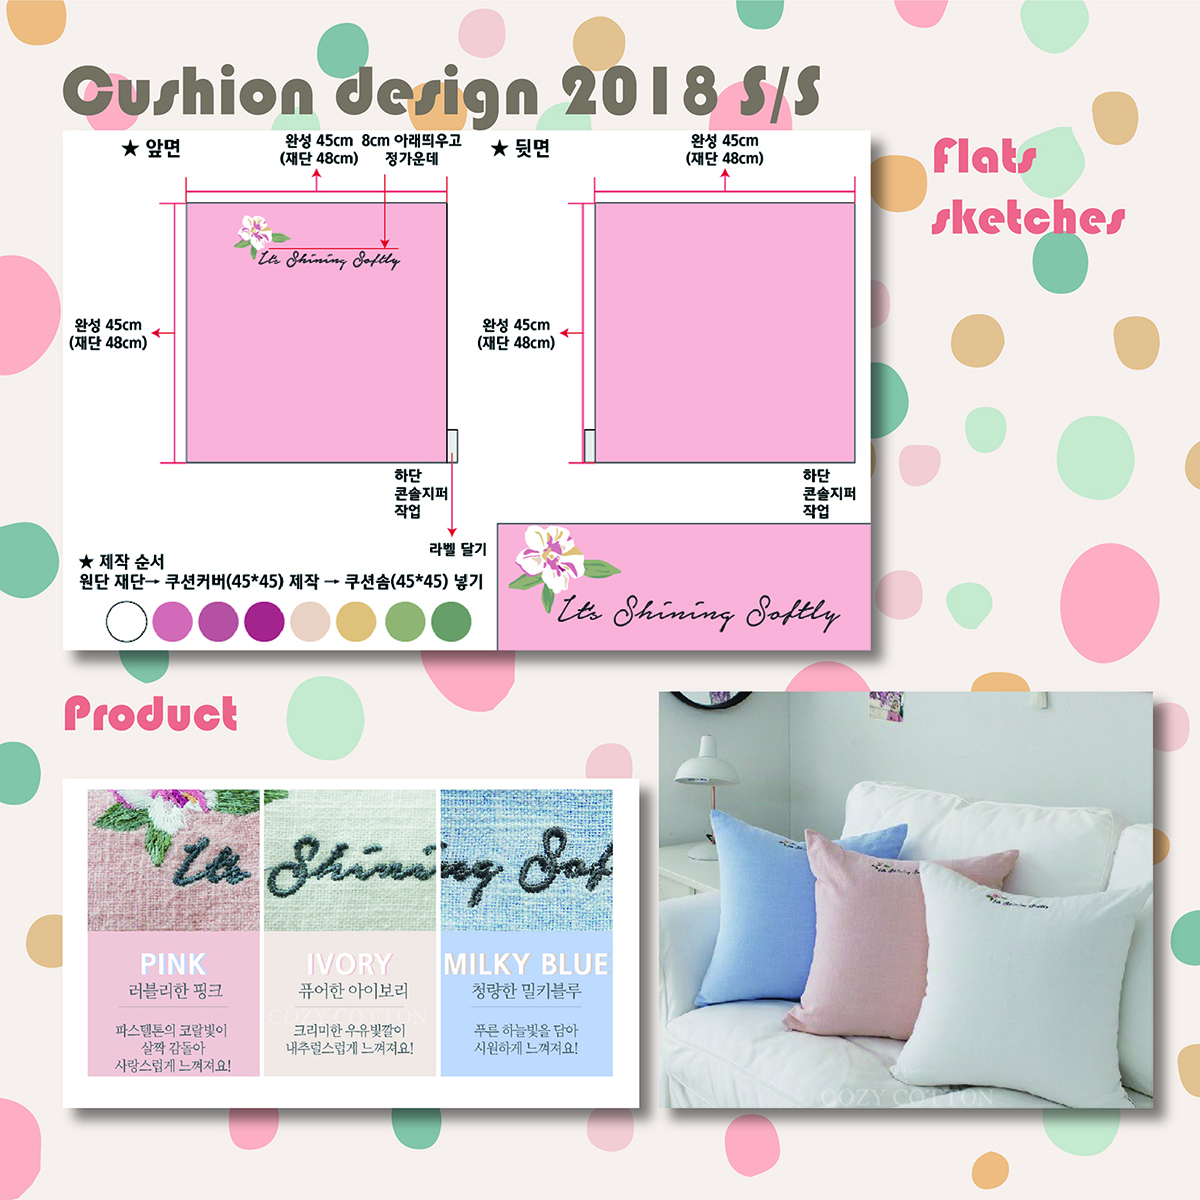 Cushion design 2018 S/S
Flats
sketches
★ 앞면
완성 45cm
(재단 48cm)
8cm 아래띄우고
정가운데
It's Shining Softly
완성 45cm
(재단 48cm)
하단
콘솔지퍼
작업
라벨 달기
★ 뒷면
완성 45cm
(재단 48cm)
완성 45cm
(재단 48cm)
하단
콘솔지퍼
작업
★ 제작 순서
원단 재단→ 쿠션커버(45*45) 제작 → 쿠션솜(45*45) 넣기
It's Shining Softly
Product
It's Shining Sof
PINK
러블리한 핑크
파스텔톤의 코랄빛이
살짝 감돌아
사랑스럽게 느껴져요!
IVORY
퓨어한 아이보리
COZY COTTON
크리미한 우유빛깔이
내추럴스럽게 느껴져요!
MILKY BLUE
청량한 밀키블루
푸른 하늘빛을 담아
시원하게 느껴져요!
It's Shining Softly
COZY COTTON